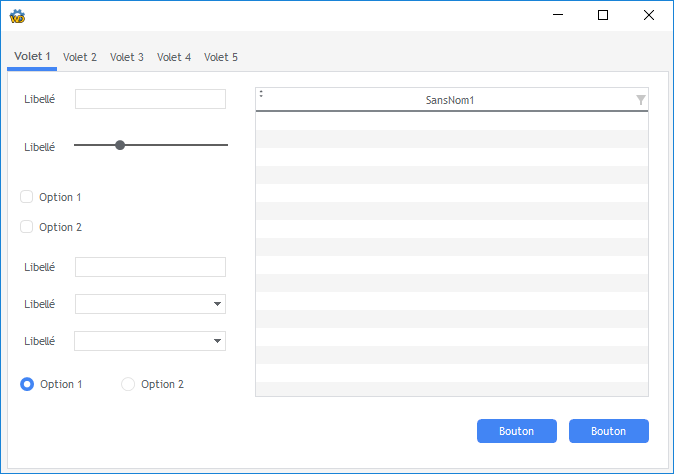 Volet 1 Volet 2 Volet 3 Volet 4 Volet 5
Libellé
SansNom1
Libellé
Option 1
Option 2
Libellé
Libellé
Libellé
Option 1 Option 2
Bouton Bouton